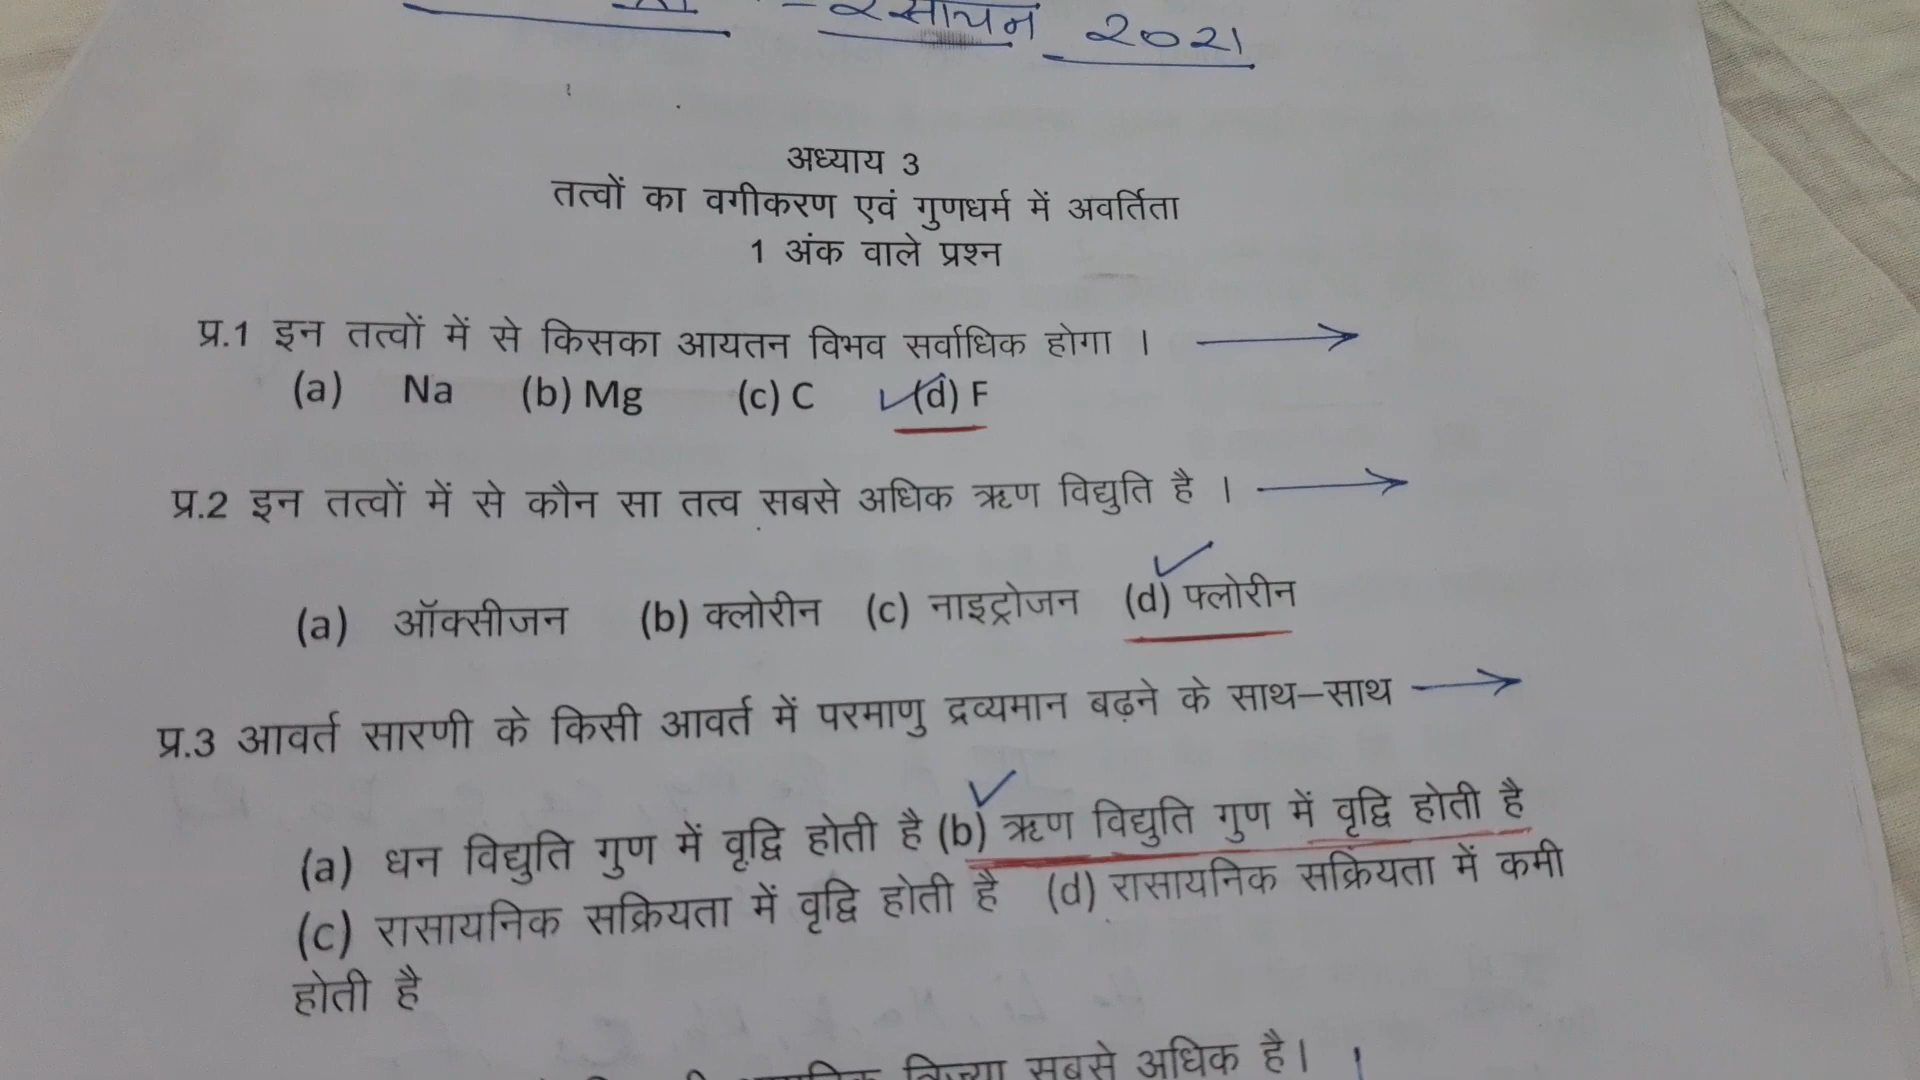 रसायन 2021
अध्याय 3
तत्वों का वगीकरण एवं गुणधर्म में अवर्तिता
1 अंक वाले प्रश्न
प्र.1 इन तत्वों में से किसका आयतन विभव सर्वाधिक होगा ।
(a) Na (b) Mg (c) C (d) F
प्र.2 इन तत्वों में से कौन सा तत्व सबसे अधिक ऋण विद्युति है ।
(a) ऑक्सीजन (b) क्लोरीन (c) नाइट्रोजन (d) फ्लोरीन
प्र.3 आवर्त सारणी के किसी आवर्त में परमाणु द्रव्यमान बढ़ने के साथ–साथ
(a) धन विद्युति गुण में वृद्वि होती है (b) ऋण विद्युति गुण में वृद्वि होती है
(c) रासायनिक सक्रियता में वृद्वि होती है (d) रासायनिक सक्रियता में कमी
होती है
त्रिज्या सबसे अधिक है।